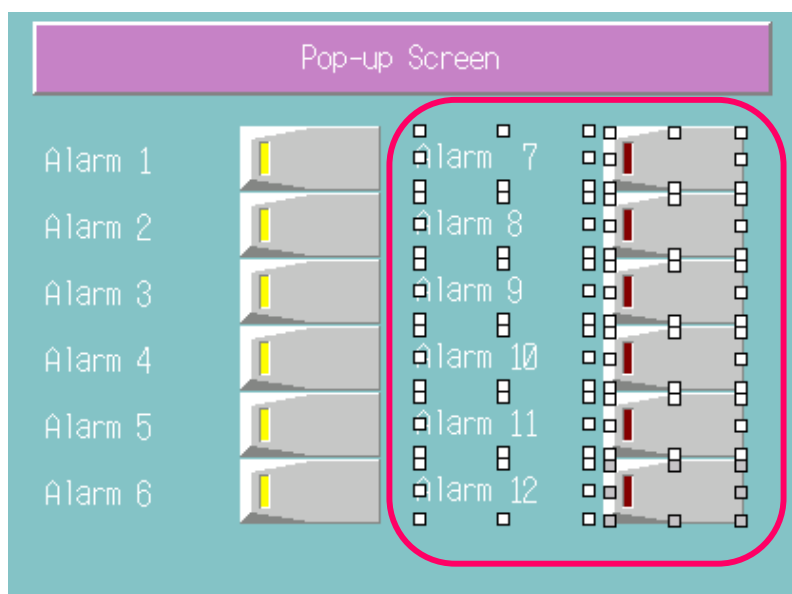 Pop-up Screen
Alarm 1
Alarm 2
Alarm 3
Alarm 4
Alarm 5
Alarm 6
Alarm 7
Alarm 8
Alarm 9
Alarm 10
Alarm 11
Alarm 12